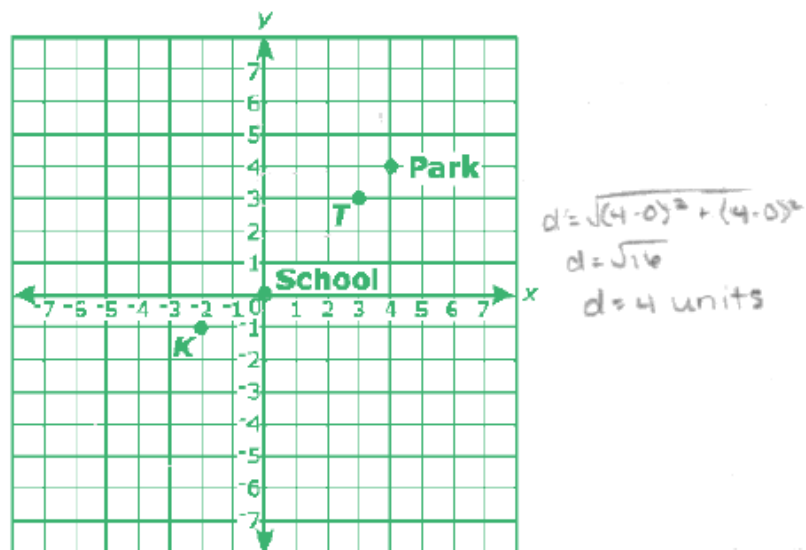 y
7
6
5
4 Park
3
T
2
1
School
-7 -6 -5 -4 -3 -2 -1 0 1 2 3 4 5 6 7 x
-1
K
-2
-3
-4
-5
-6
-7
d=√(4-0)² + (4-0)²
d=√16
d=4 units